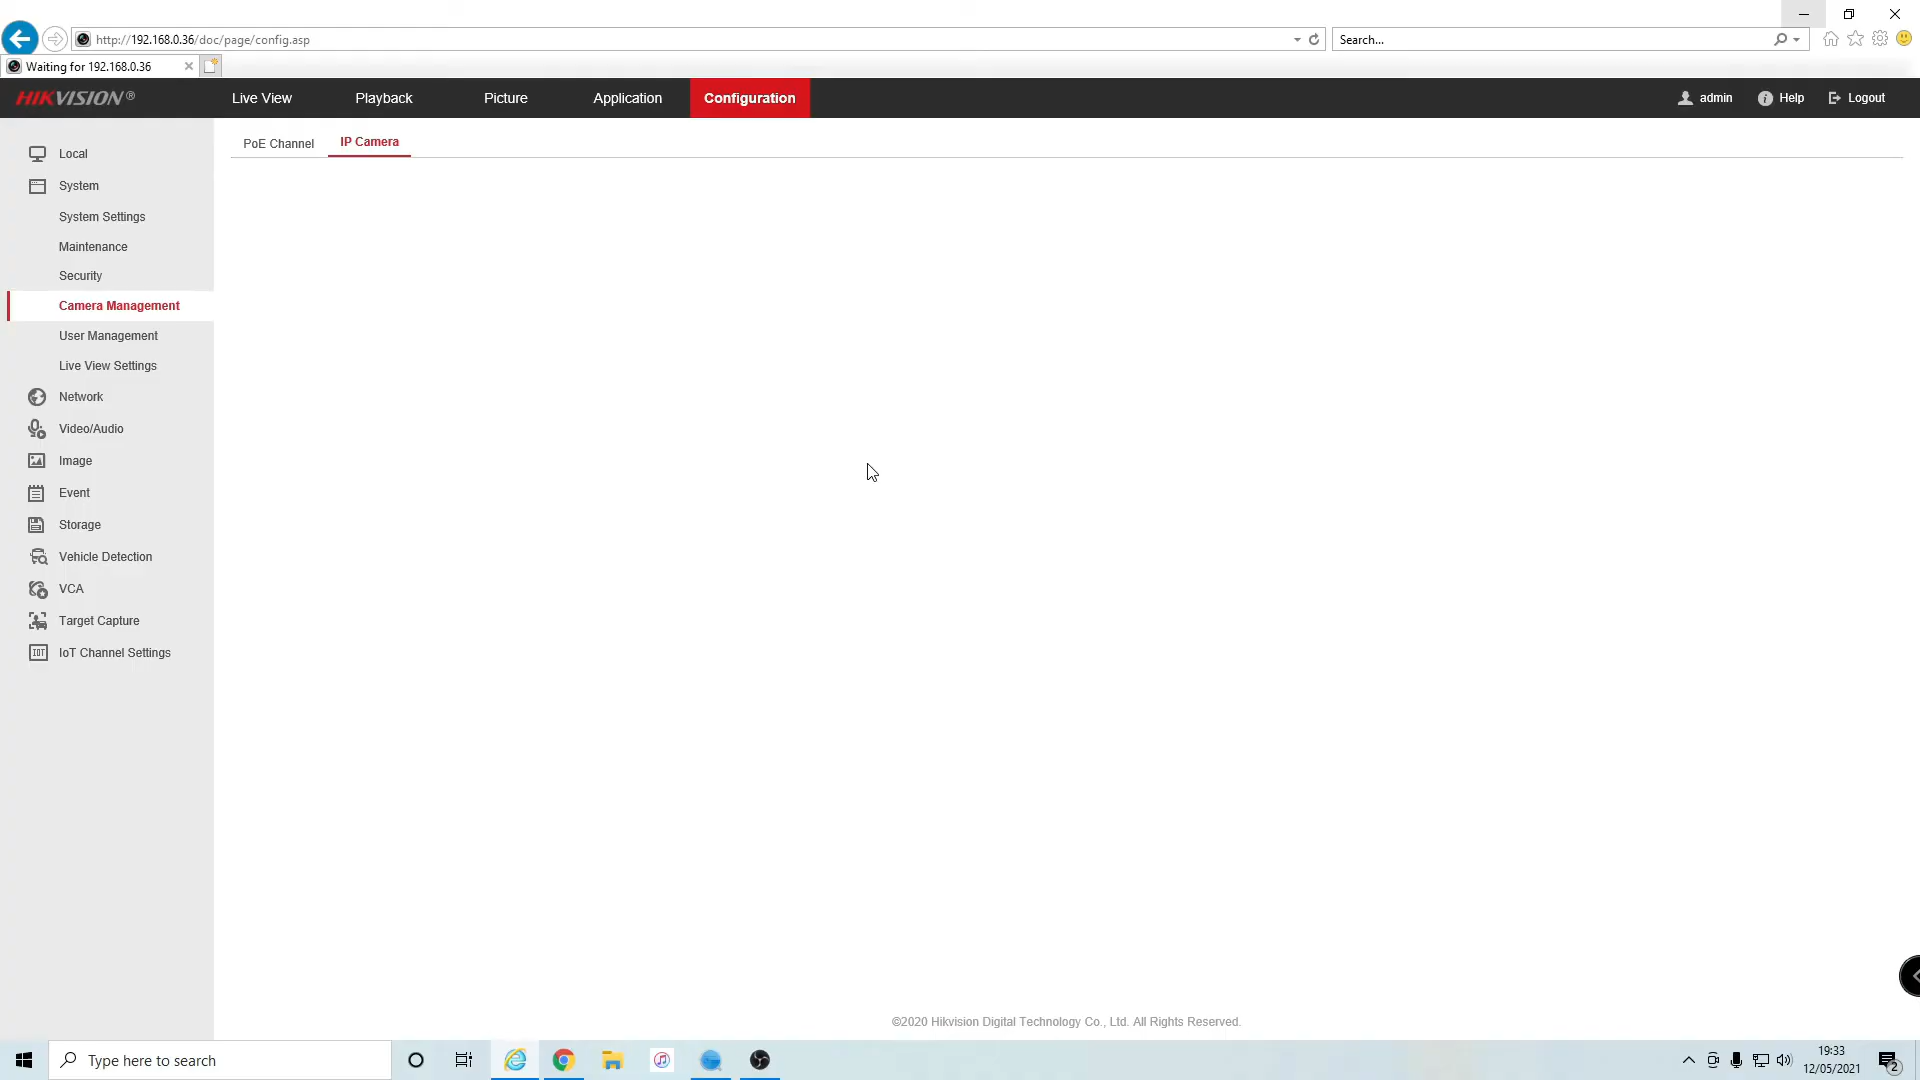 http://192.168.0.36/doc/page/config.asp
Search...
Waiting for 192.168.0.36
HIKVISION®
Live View
Playback
Picture
Application
Configuration
admin
Help
Logout
Local
System
System Settings
Maintenance
Security
Camera Management
User Management
Live View Settings
Network
Video/Audio
Image
Event
Storage
Vehicle Detection
VCA
Target Capture
IOT
IoT Channel Settings
PoE Channel
IP Camera
©2020 Hikvision Digital Technology Co., Ltd. All Rights Reserved.
Type here to search
19:33
12/05/2021
2